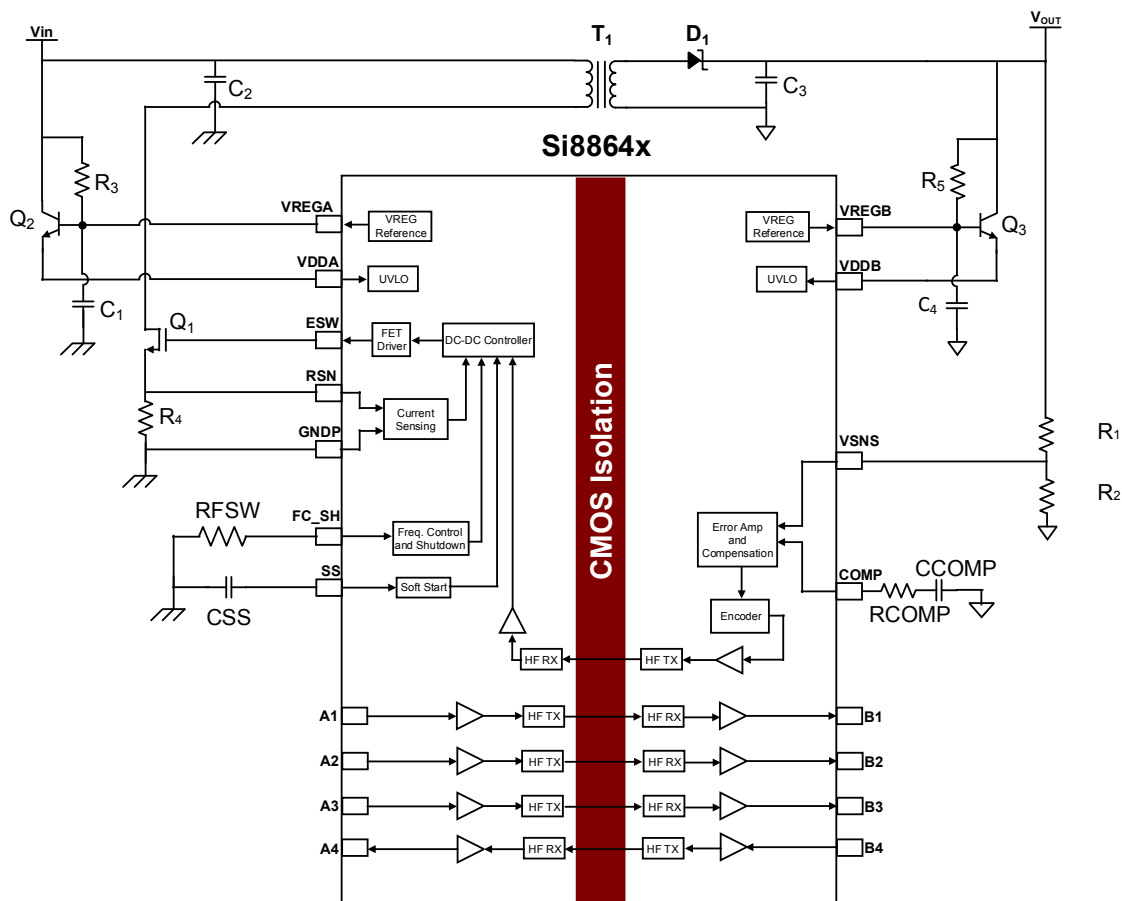 Vin
VOUT
T1
D1
C2
C3
Si8864x
R3
Q2
VREGA
VREG Reference
VREG Reference
VREGB
R5
Q3
VDDA
UVLO
UVLO
VDDB
C1
C4
Q1
ESW
FET Driver
DC-DC Controller
RSN
R4
Current Sensing
GNDP
CMOS Isolation
VSNS
R1
R2
RFSW
FC_SH
Freq. Control and Shutdown
Error Amp and Compensation
SS
Soft Start
CSS
COMP
CCOMP
RCOMP
Encoder
HF RX
HF TX
A1
HF TX
HF RX
B1
A2
HF TX
HF RX
B2
A3
HF TX
HF RX
B3
A4
HF RX
HF TX
B4